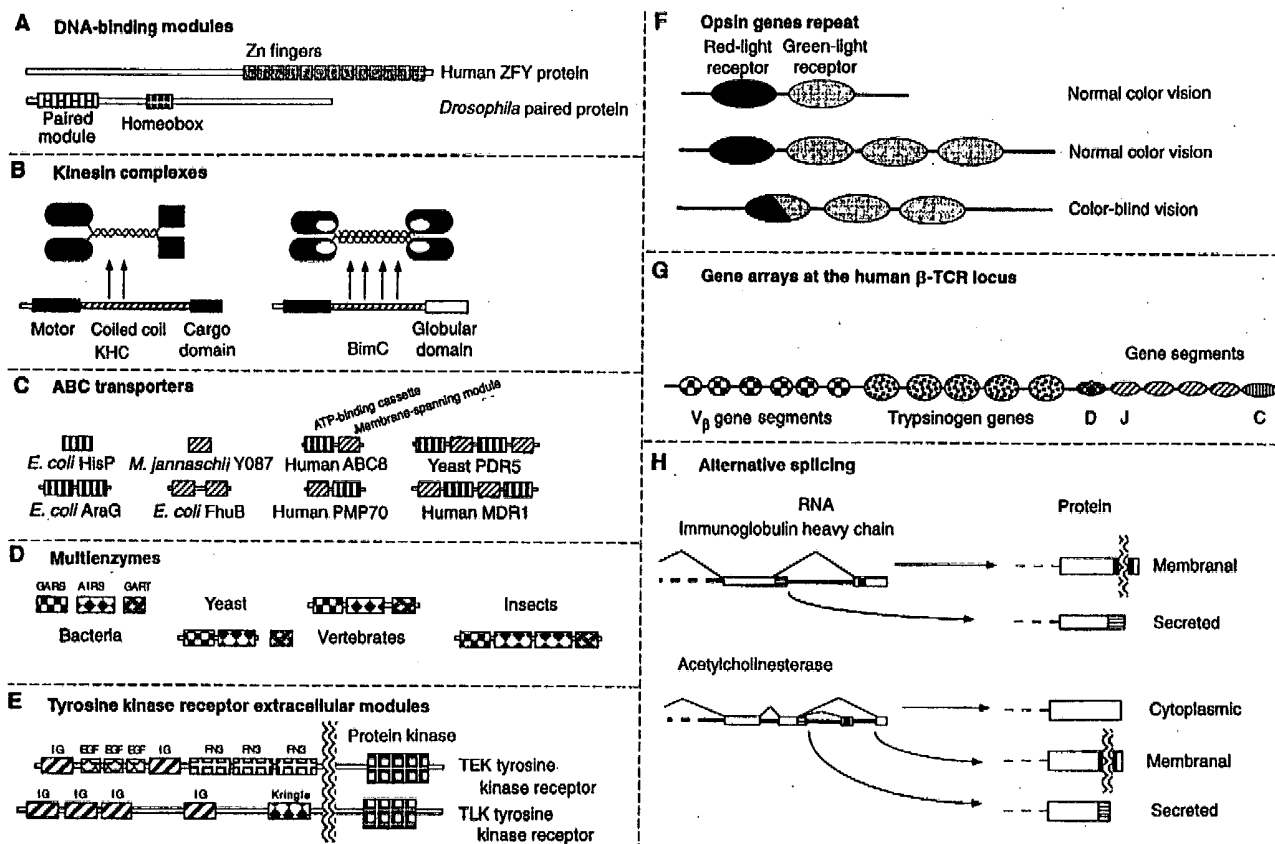 A DNA-binding modules
Zn fingers
Human ZFY protein
Drosophila paired protein
Paired
module
Homeobox
B Kinesin complexes
Motor
Coiled coil
KHC
Cargo
domain
BimC
Globular
domain
C ABC transporters
ATP-binding cassette
Membrane-spanning module
E. coli HisP
M. jannaschii Y087
Human ABC8
Yeast PDR5
E. coli AraG
E. coli FhuB
Human PMP70
Human MDR1
D Multienzymes
GARS AIRS GART
Yeast
Insects
Bacteria
Vertebrates
E Tyrosine kinase receptor extracellular modules
Protein kinase
IG EGF EGF EGF IG FN3 FN3 FN3
TEK tyrosine
kinase receptor
IG IG IG IG Kringle
TLK tyrosine
kinase receptor
F Opsin genes repeat
Red-light
receptor
Green-light
receptor
Normal color vision
Normal color vision
Color-blind vision
G Gene arrays at the human β-TCR locus
Gene segments
Vβ gene segments
Trypsinogen genes
D J C
H Alternative splicing
RNA
Protein
Immunoglobulin heavy chain
Membranal
Secreted
Acetylcholinesterase
Cytoplasmic
Membranal
Secreted